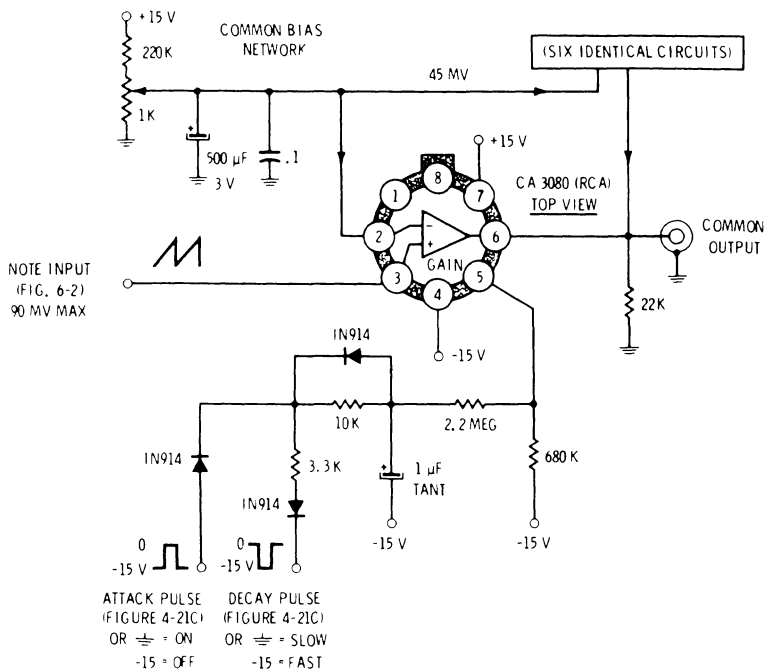 +15 V
COMMON BIAS
NETWORK
220K
(SIX IDENTICAL CIRCUITS)
45 MV
1K
+
500 µF
3 V
.1
+15 V
CA 3080 (RCA)
TOP VIEW
1
8
7
2
-
+
6
3
GAIN
5
4
COMMON
OUTPUT
NOTE INPUT
(FIG. 6-2)
90 MV MAX
22K
-15 V
IN914
10K
2.2 MEG
IN914
3.3K
+
1 µF
TANT
680 K
IN914
-15 V
-15 V
0
-15 V
0
-15 V
ATTACK PULSE
(FIGURE 4-21C)
OR ⏚ = ON
-15 = OFF
DECAY PULSE
(FIGURE 4-21C)
OR ⏚ = SLOW
-15 = FAST